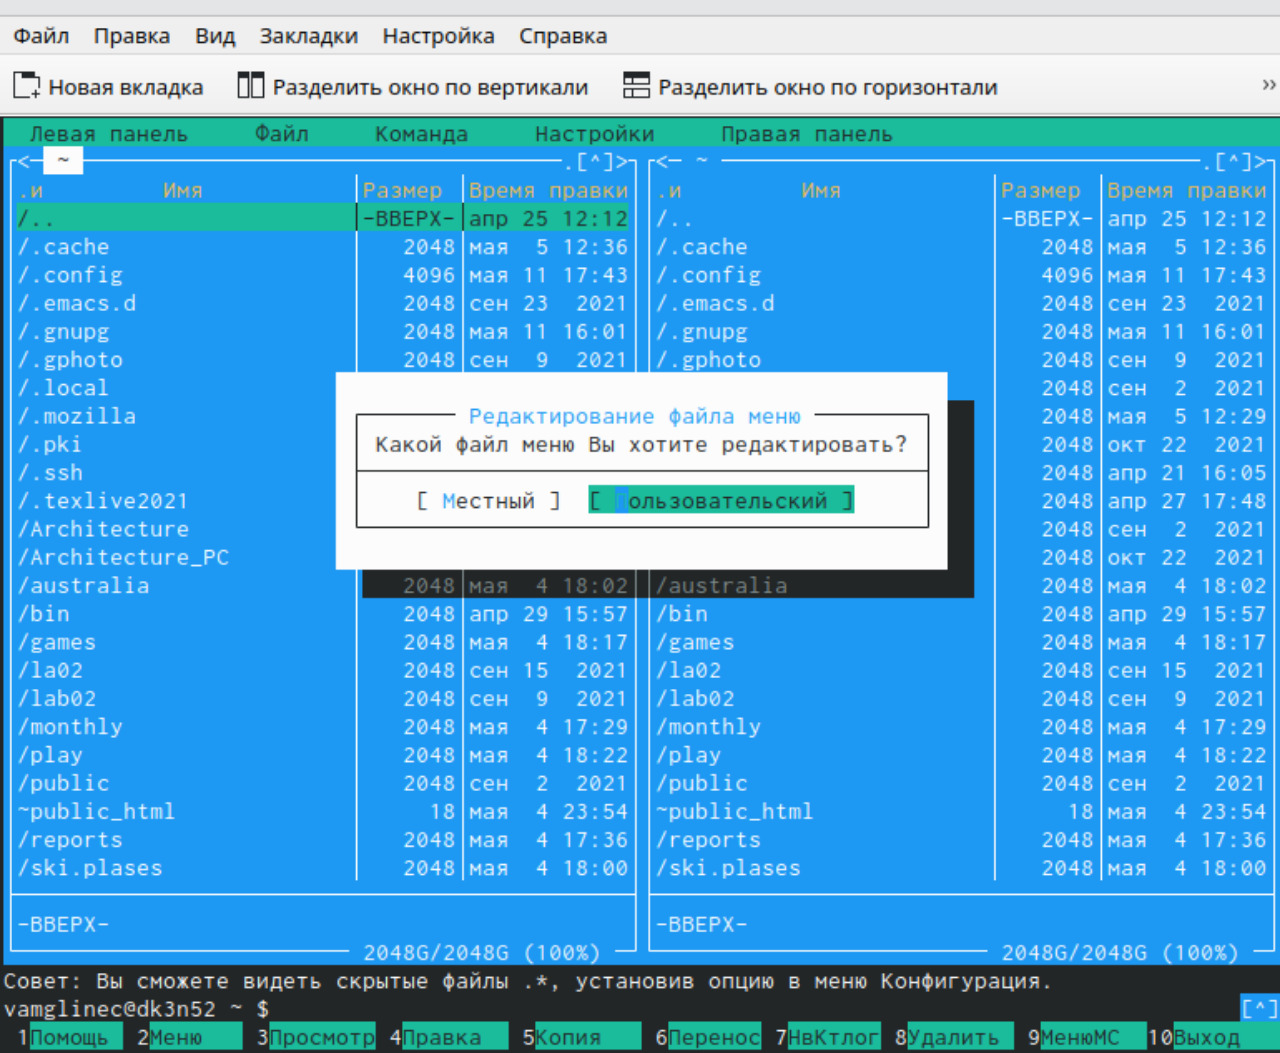 Файл Правка Вид Закладки Настройка Справка
Новая вкладка Разделить окно по вертикали Разделить окно по горизонтали »
Левая панель Файл Команда Настройки Правая панель
<─ ~ ─.[^]>┐ ┌<─ ~ ─.[^]>
.и Имя Размер Время правки .и Имя Размер Время правки
/.. -ВВЕРХ- апр 25 12:12 /.. -ВВЕРХ- апр 25 12:12
/.cache 2048 мая 5 12:36 /.cache 2048 мая 5 12:36
/.config 4096 мая 11 17:43 /.config 4096 мая 11 17:43
/.emacs.d 2048 сен 23 2021 /.emacs.d 2048 сен 23 2021
/.gnupg 2048 мая 11 16:01 /.gnupg 2048 мая 11 16:01
/.gphoto 2048 сен 9 2021 /.gphoto 2048 сен 9 2021
/.local 2048 сен 2 2021
/.mozilla Редактирование файла меню 2048 мая 5 12:29
/.pki Какой файл меню Вы хотите редактировать? 2048 окт 22 2021
/.ssh 2048 апр 21 16:05
/.texlive2021 [ Местный ] [ Пользовательский ] 2048 апр 27 17:48
/Architecture 2048 сен 2 2021
/Architecture_PC 2048 окт 22 2021
/australia 2048 мая 4 18:02 /australia 2048 мая 4 18:02
/bin 2048 апр 29 15:57 /bin 2048 апр 29 15:57
/games 2048 мая 4 18:17 /games 2048 мая 4 18:17
/la02 2048 сен 15 2021 /la02 2048 сен 15 2021
/lab02 2048 сен 9 2021 /lab02 2048 сен 9 2021
/monthly 2048 мая 4 17:29 /monthly 2048 мая 4 17:29
/play 2048 мая 4 18:22 /play 2048 мая 4 18:22
/public 2048 сен 2 2021 /public 2048 сен 2 2021
~public_html 18 мая 4 23:54 ~public_html 18 мая 4 23:54
/reports 2048 мая 4 17:36 /reports 2048 мая 4 17:36
/ski.plases 2048 мая 4 18:00 /ski.plases 2048 мая 4 18:00
-ВВЕРХ- -ВВЕРХ-
2048G/2048G (100%) 2048G/2048G (100%)
Совет: Вы сможете видеть скрытые файлы .*, установив опцию в меню Конфигурация.
vamglinec@dk3n52 ~ $ [^]
1Помощь 2Меню 3Просмотр 4Правка 5Копия 6Перенос 7НвКтлог 8Удалить 9МенюМС 10Выход